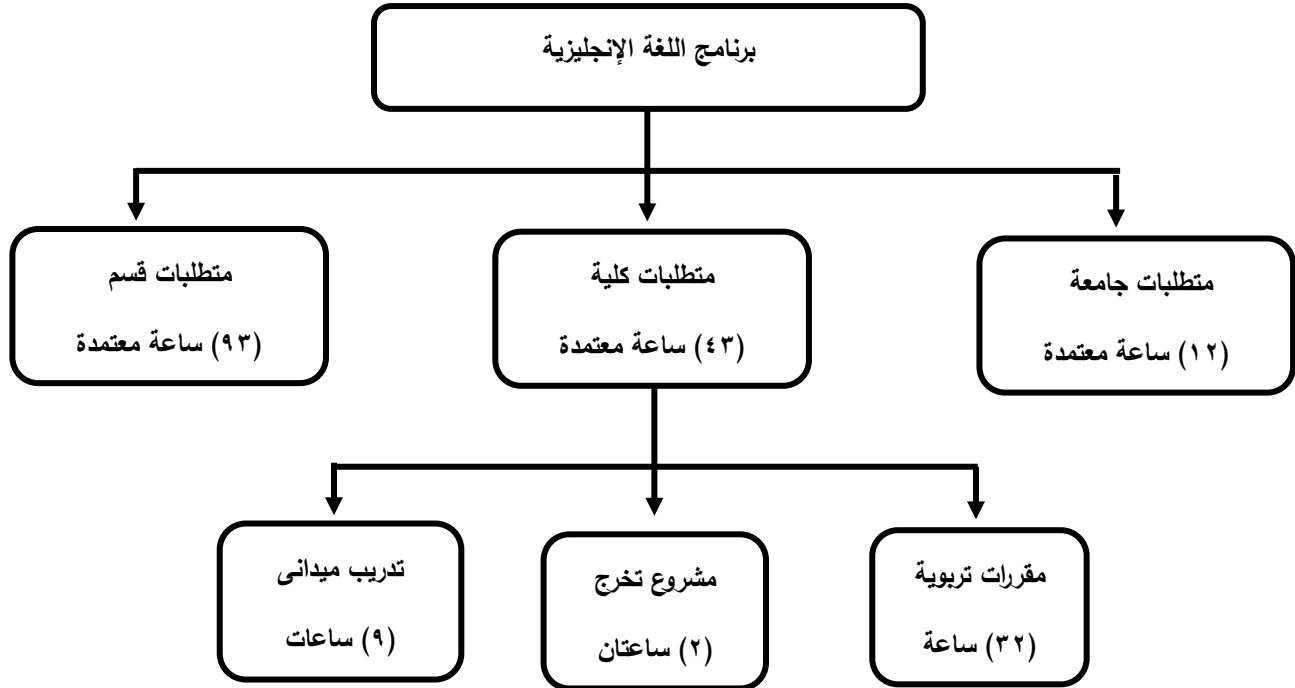 برنامج اللغة الإنجليزية
متطلبات جامعة
(١٢) ساعة معتمدة
متطلبات كلية
(٤٣) ساعة معتمدة
متطلبات قسم
(٩٣) ساعة معتمدة
مقررات تربوية
(٣٢) ساعة
مشروع تخرج
(٢) ساعتان
تدريب ميدانى
(٩) ساعات